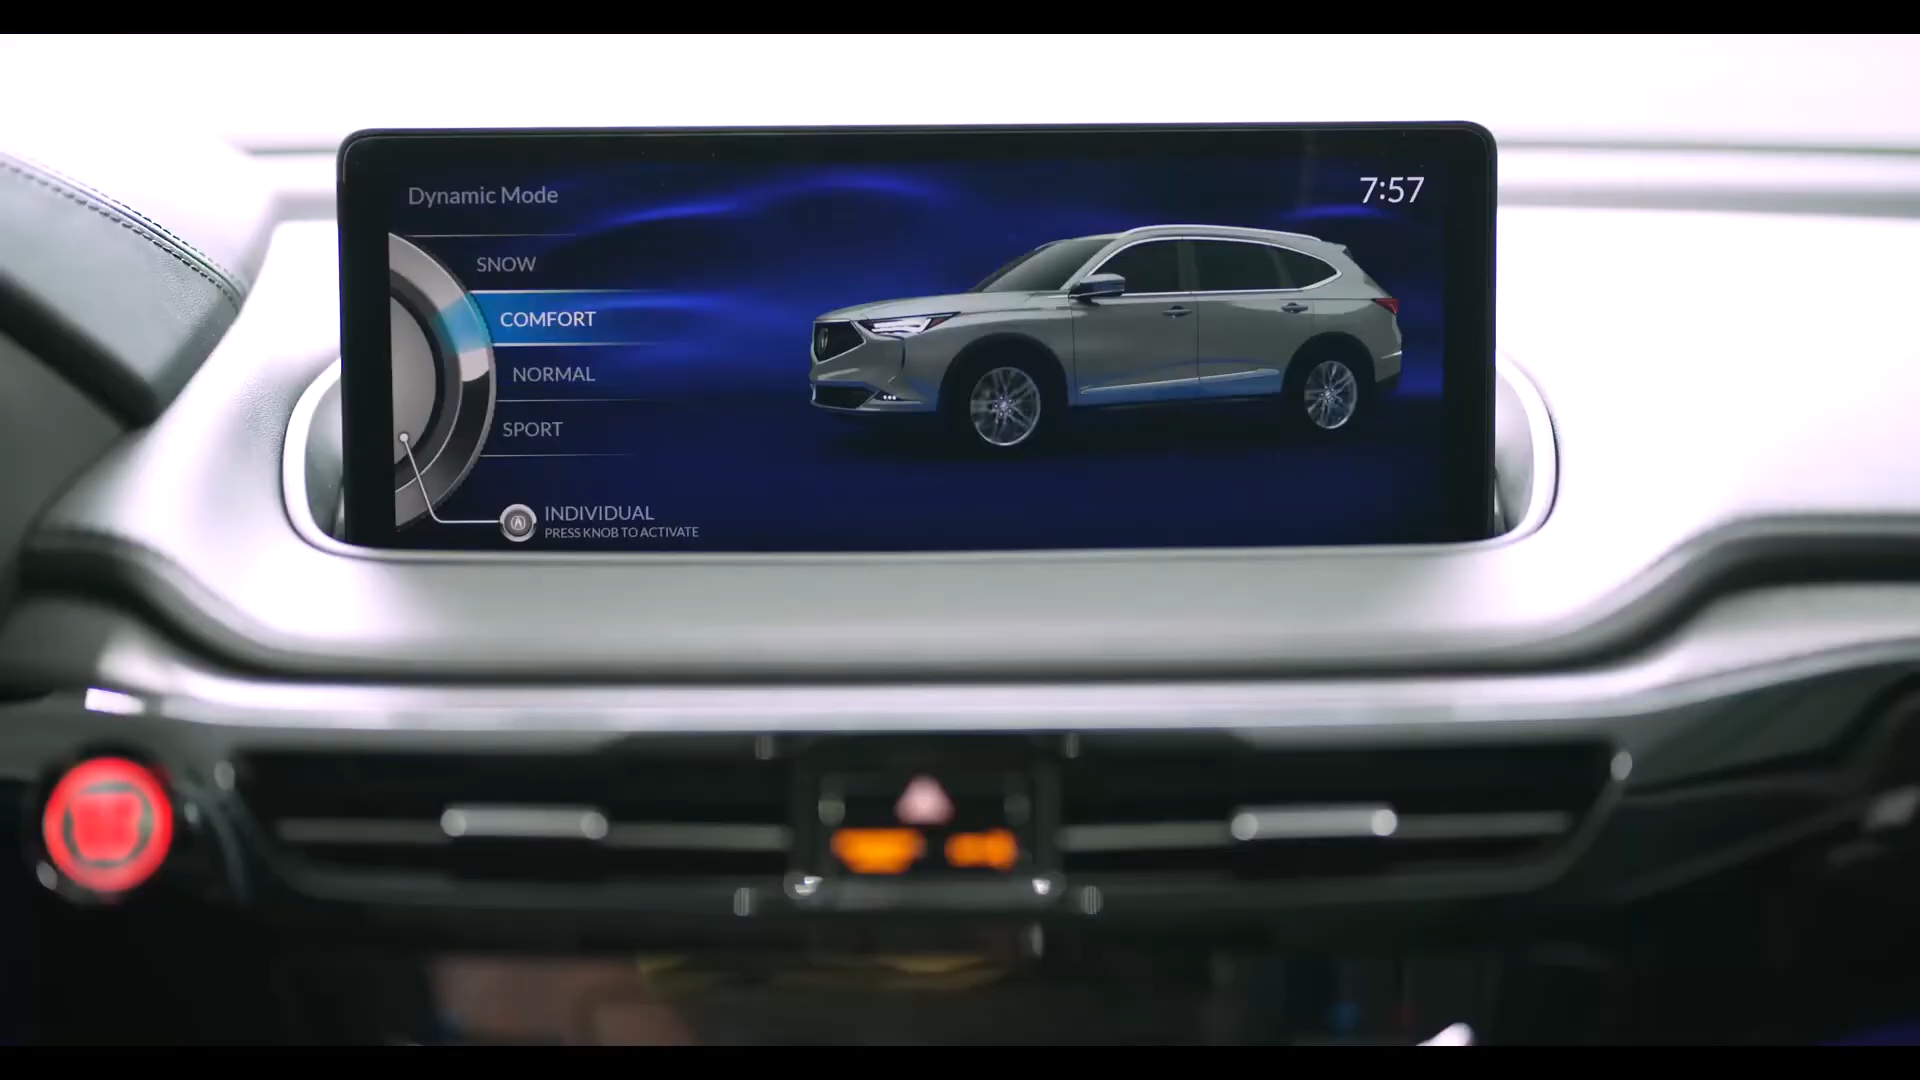 Dynamic Mode
7:57
SNOW
COMFORT
NORMAL
SPORT
INDIVIDUAL
PRESS KNOB TO ACTIVATE